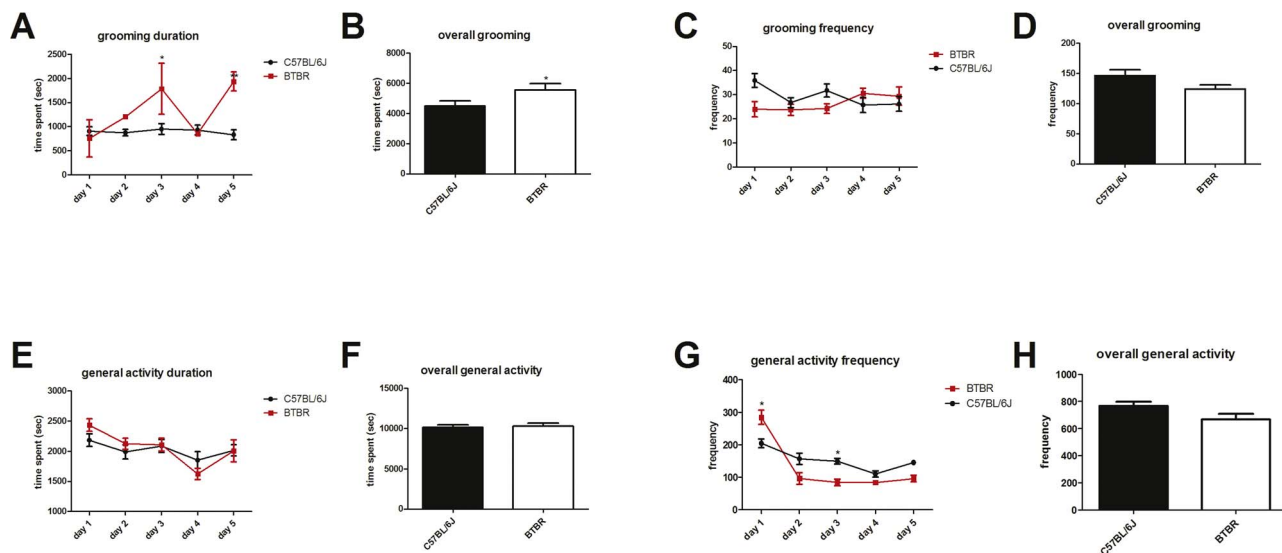 A
grooming duration
time spent (sec)
2500
2000
1500
1000
500
0
*
*
day 1
day 2
day 3
day 4
day 5
C57BL/6J
BTBR
B
overall grooming
time spent (sec)
8000
6000
4000
2000
0
*
C57BL/6J
BTBR
C
grooming frequency
frequency
50
40
30
20
10
0
day 1
day 2
day 3
day 4
day 5
BTBR
C57BL/6J
D
overall grooming
frequency
200
150
100
50
0
C57BL/6J
BTBR
E
general activity duration
time spent (sec)
3000
2500
2000
1500
1000
day 1
day 2
day 3
day 4
day 5
C57BL/6J
BTBR
F
overall general activity
time spent (sec)
15000
10000
5000
0
C57BL/6J
BTBR
G
general activity frequency
frequency
400
300
200
100
0
*
*
day 1
day 2
day 3
day 4
day 5
BTBR
C57BL/6J
H
overall general activity
frequency
1000
800
600
400
200
0
C57BL/6J
BTBR